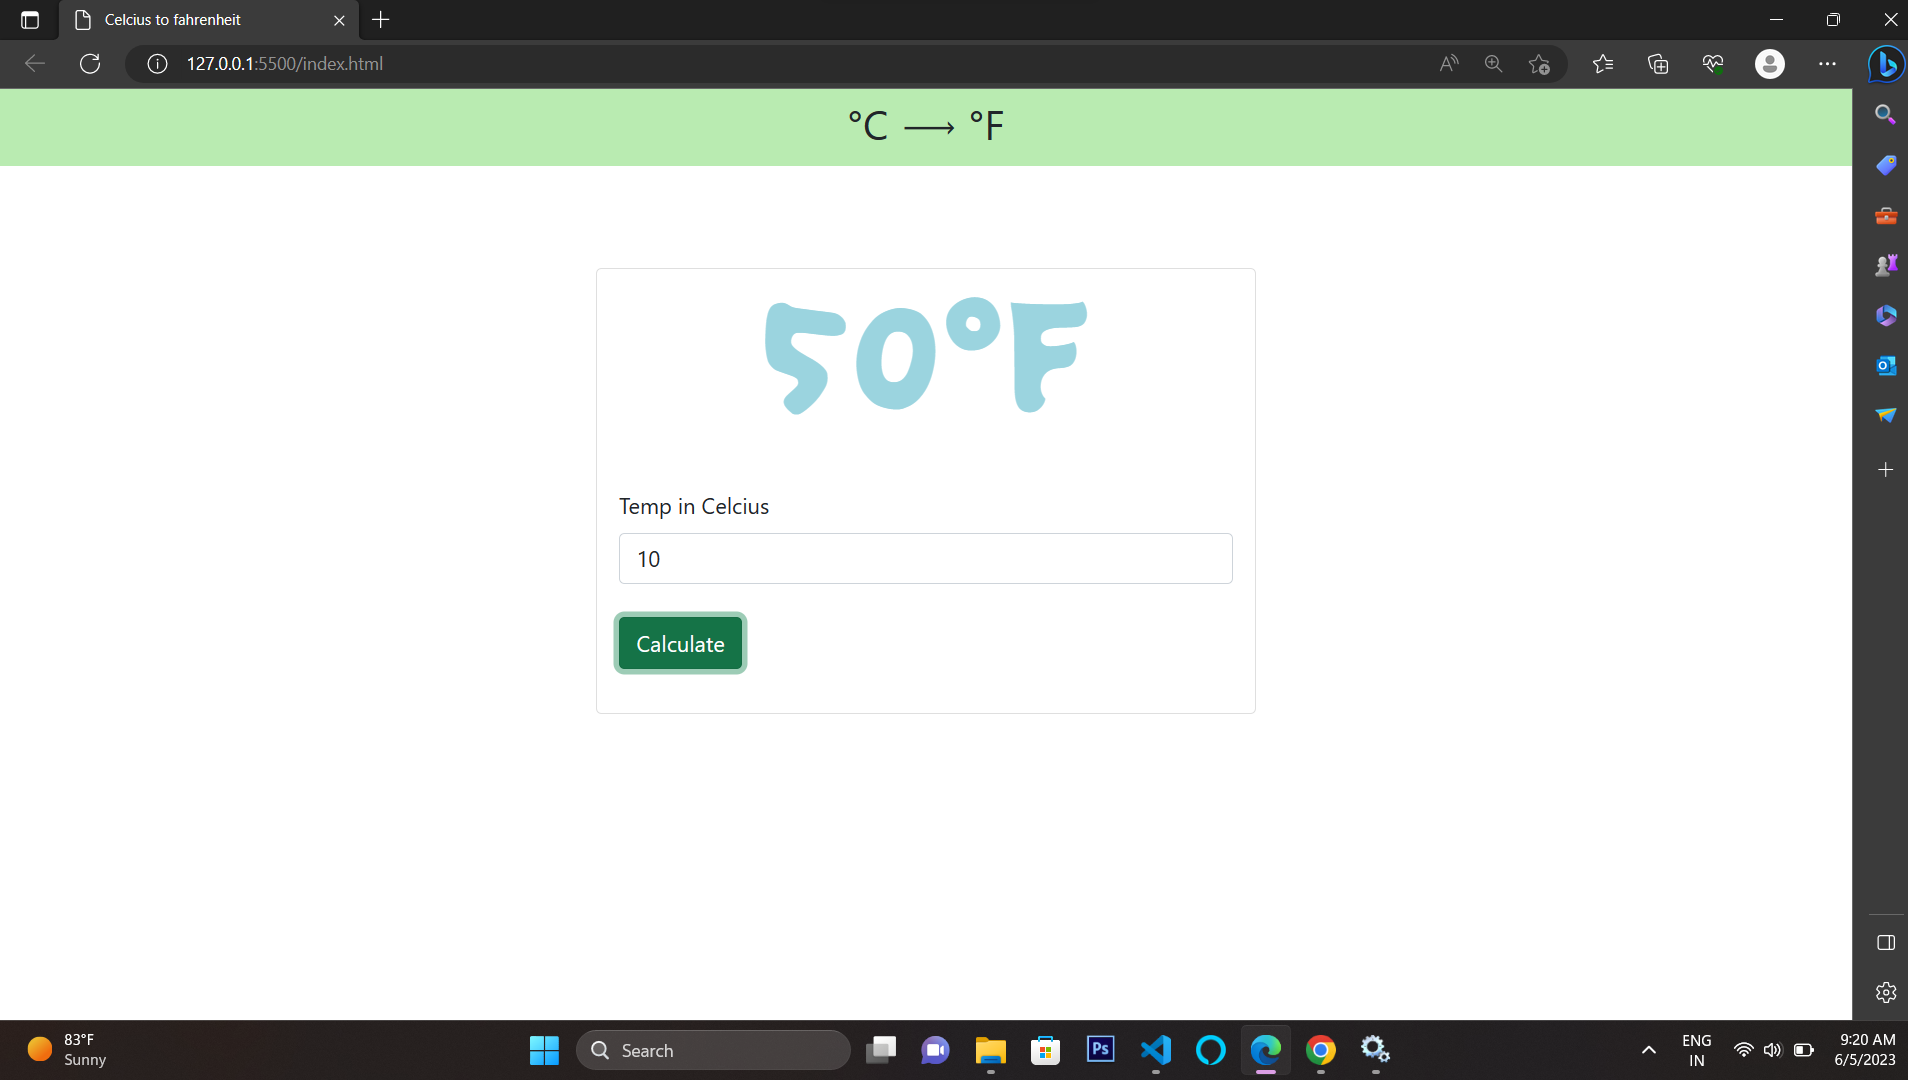 Celcius to fahrenheit
127.0.0.1:5500/index.html
°C ⟶ °F
50°F
Temp in Celcius
10
Calculate
83°F
Sunny
Search
Ps
ENG
IN
9:20 AM
6/5/2023